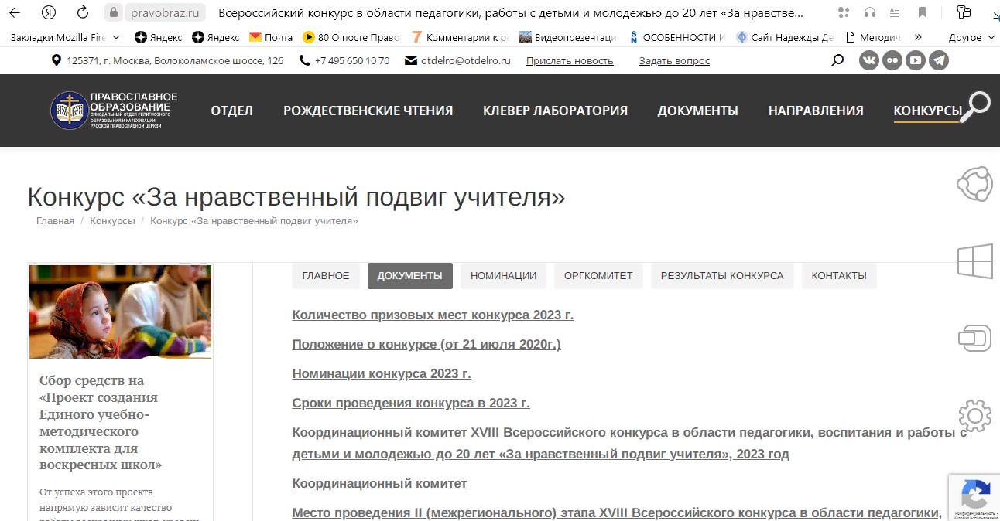 pravobraz.ru Всероссийский конкурс в области педагогики, работы с детьми и молодежью до 20 лет «За нравстве...
Закладки Mozilla Fire Яндекс Яндекс Почта 80 О посте Право 7 Комментарии к ре Видеопрезентаци SN ОСОБЕННОСТИ И Сайт Надежды Де Методич » Другое
125371, г. Москва, Волоколамское шоссе, 126 +7 495 650 10 70 otdelro@otdelro.ru Прислать новость Задать вопрос
ПРАВОСЛАВНОЕ
ОБРАЗОВАНИЕ
СИНОДАЛЬНЫЙ ОТДЕЛ РЕЛИГИОЗНОГО
ОБРАЗОВАНИЯ И КАТЕХИЗАЦИИ
РУССКОЙ ПРАВОСЛАВНОЙ ЦЕРКВИ
ОТДЕЛ РОЖДЕСТВЕНСКИЕ ЧТЕНИЯ КЛЕВЕР ЛАБОРАТОРИЯ ДОКУМЕНТЫ НАПРАВЛЕНИЯ КОНКУРСЫ
Конкурс «За нравственный подвиг учителя»
Главная / Конкурсы / Конкурс «За нравственный подвиг учителя»
Сбор средств на
«Проект создания
Единого учебно-
методического
комплекта для
воскресных школ»
От успеха этого проекта
напрямую зависит качество
ГЛАВНОЕ ДОКУМЕНТЫ НОМИНАЦИИ ОРГКОМИТЕТ РЕЗУЛЬТАТЫ КОНКУРСА КОНТАКТЫ
Количество призовых мест конкурса 2023 г.
Положение о конкурсе (от 21 июля 2020г.)
Номинации конкурса 2023 г.
Сроки проведения конкурса в 2023 г.
Координационный комитет XVIII Всероссийского конкурса в области педагогики, воспитания и работы с
детьми и молодежью до 20 лет «За нравственный подвиг учителя», 2023 год
Координационный комитет
Место проведения II (межрегионального) этапа XVIII Всероссийского конкурса в области педагогики,
Конфиденциальность -
Условия использования